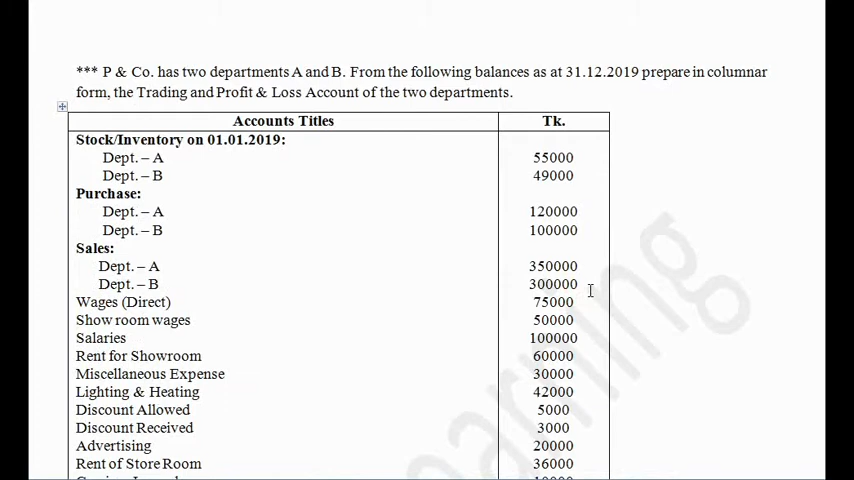 *** P & Co. has two departments A and B. From the following balances as at 31.12.2019 prepare in columnar
form, the Trading and Profit & Loss Account of the two departments.
Accounts Titles Tk.
Stock/Inventory on 01.01.2019:
Dept. – A 55000
Dept. – B 49000
Purchase:
Dept. – A 120000
Dept. – B 100000
Sales:
Dept. – A 350000
Dept. – B 300000
Wages (Direct) 75000
Show room wages 50000
Salaries 100000
Rent for Showroom 60000
Miscellaneous Expense 30000
Lighting & Heating 42000
Discount Allowed 5000
Discount Received 3000
Advertising 20000
Rent of Store Room 36000